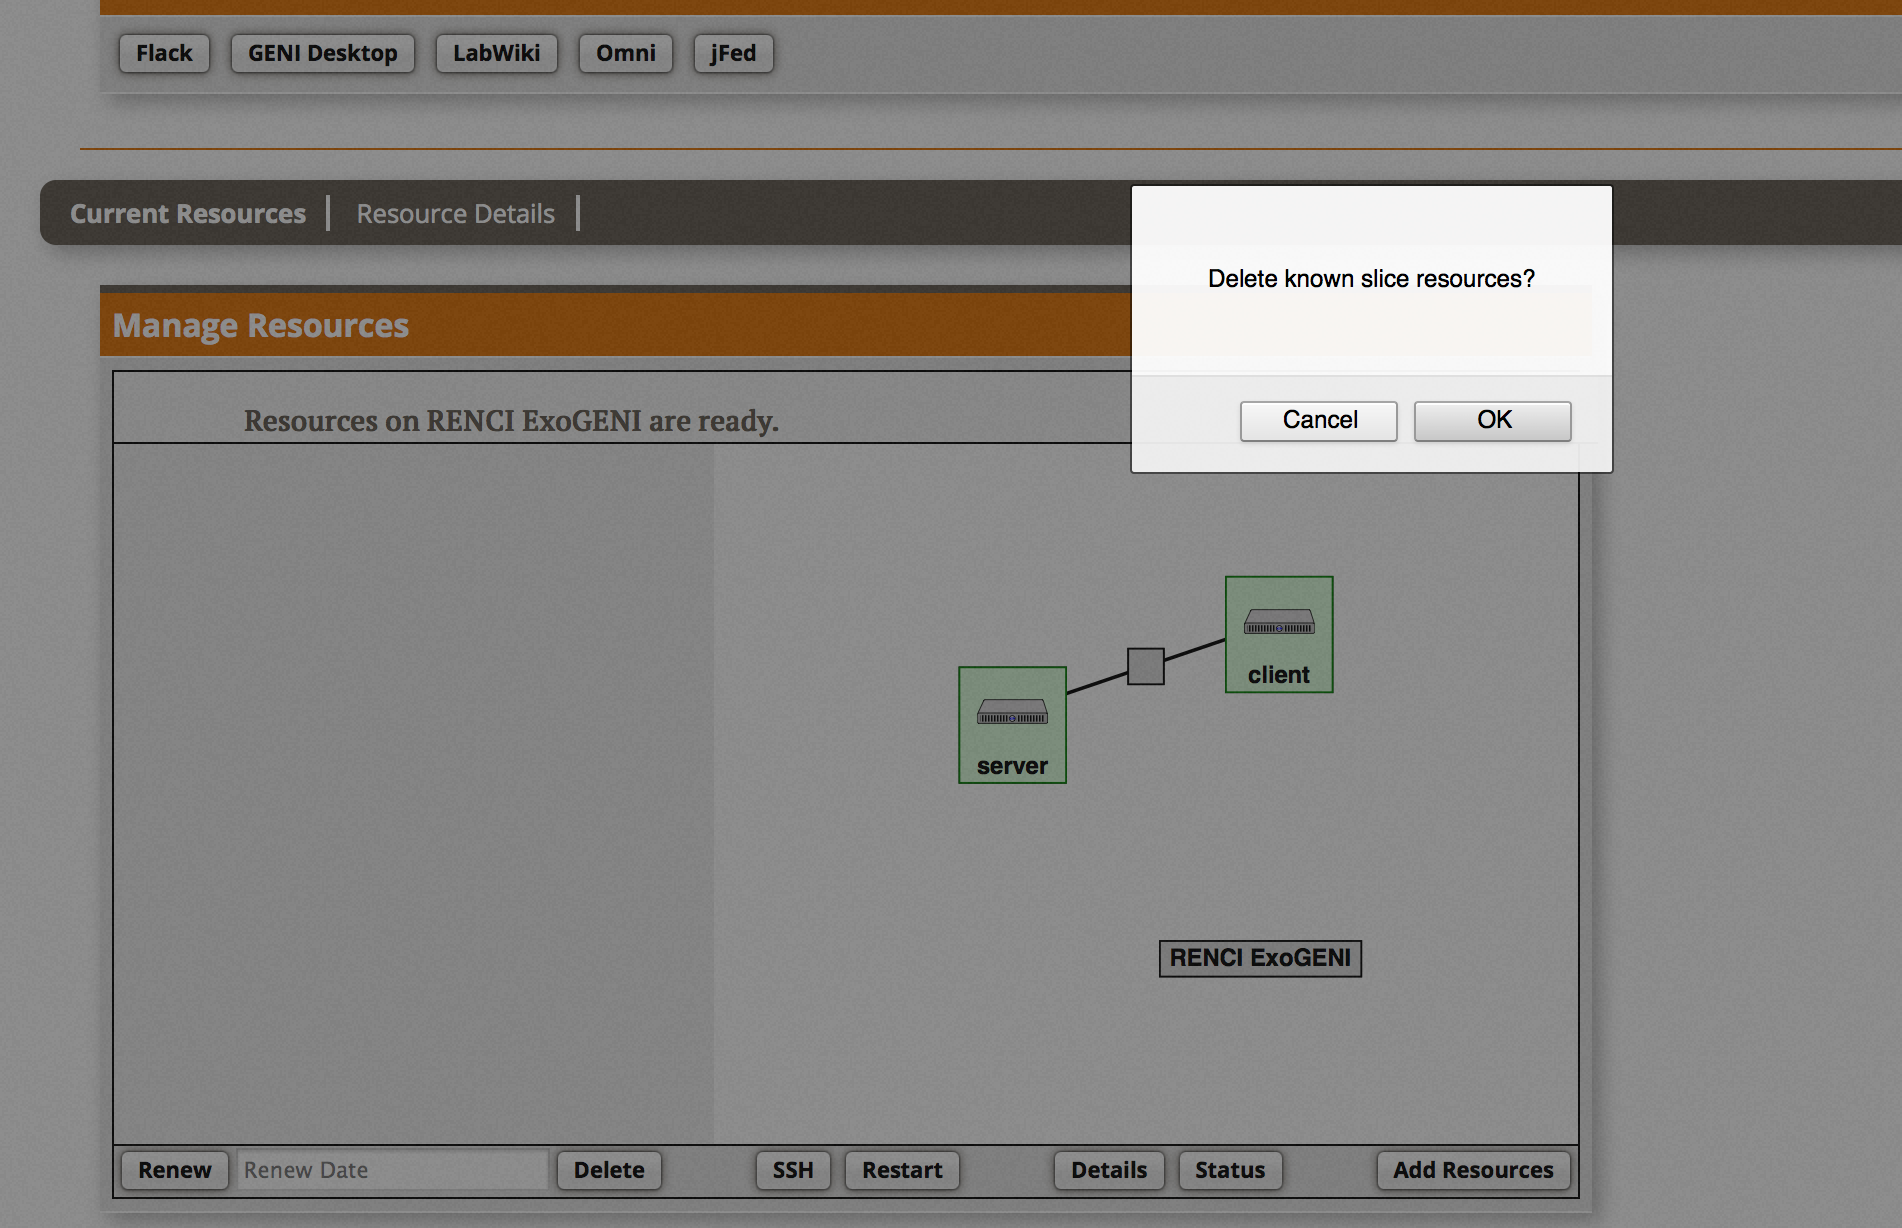 Flack GENI Desktop LabWiki Omni jFed
Current Resources Resource Details
Delete known slice resources?
Cancel OK
Manage Resources
Resources on RENCI ExoGENI are ready.
client
server
RENCI ExoGENI
Renew Renew Date Delete SSH Restart Details Status Add Resources